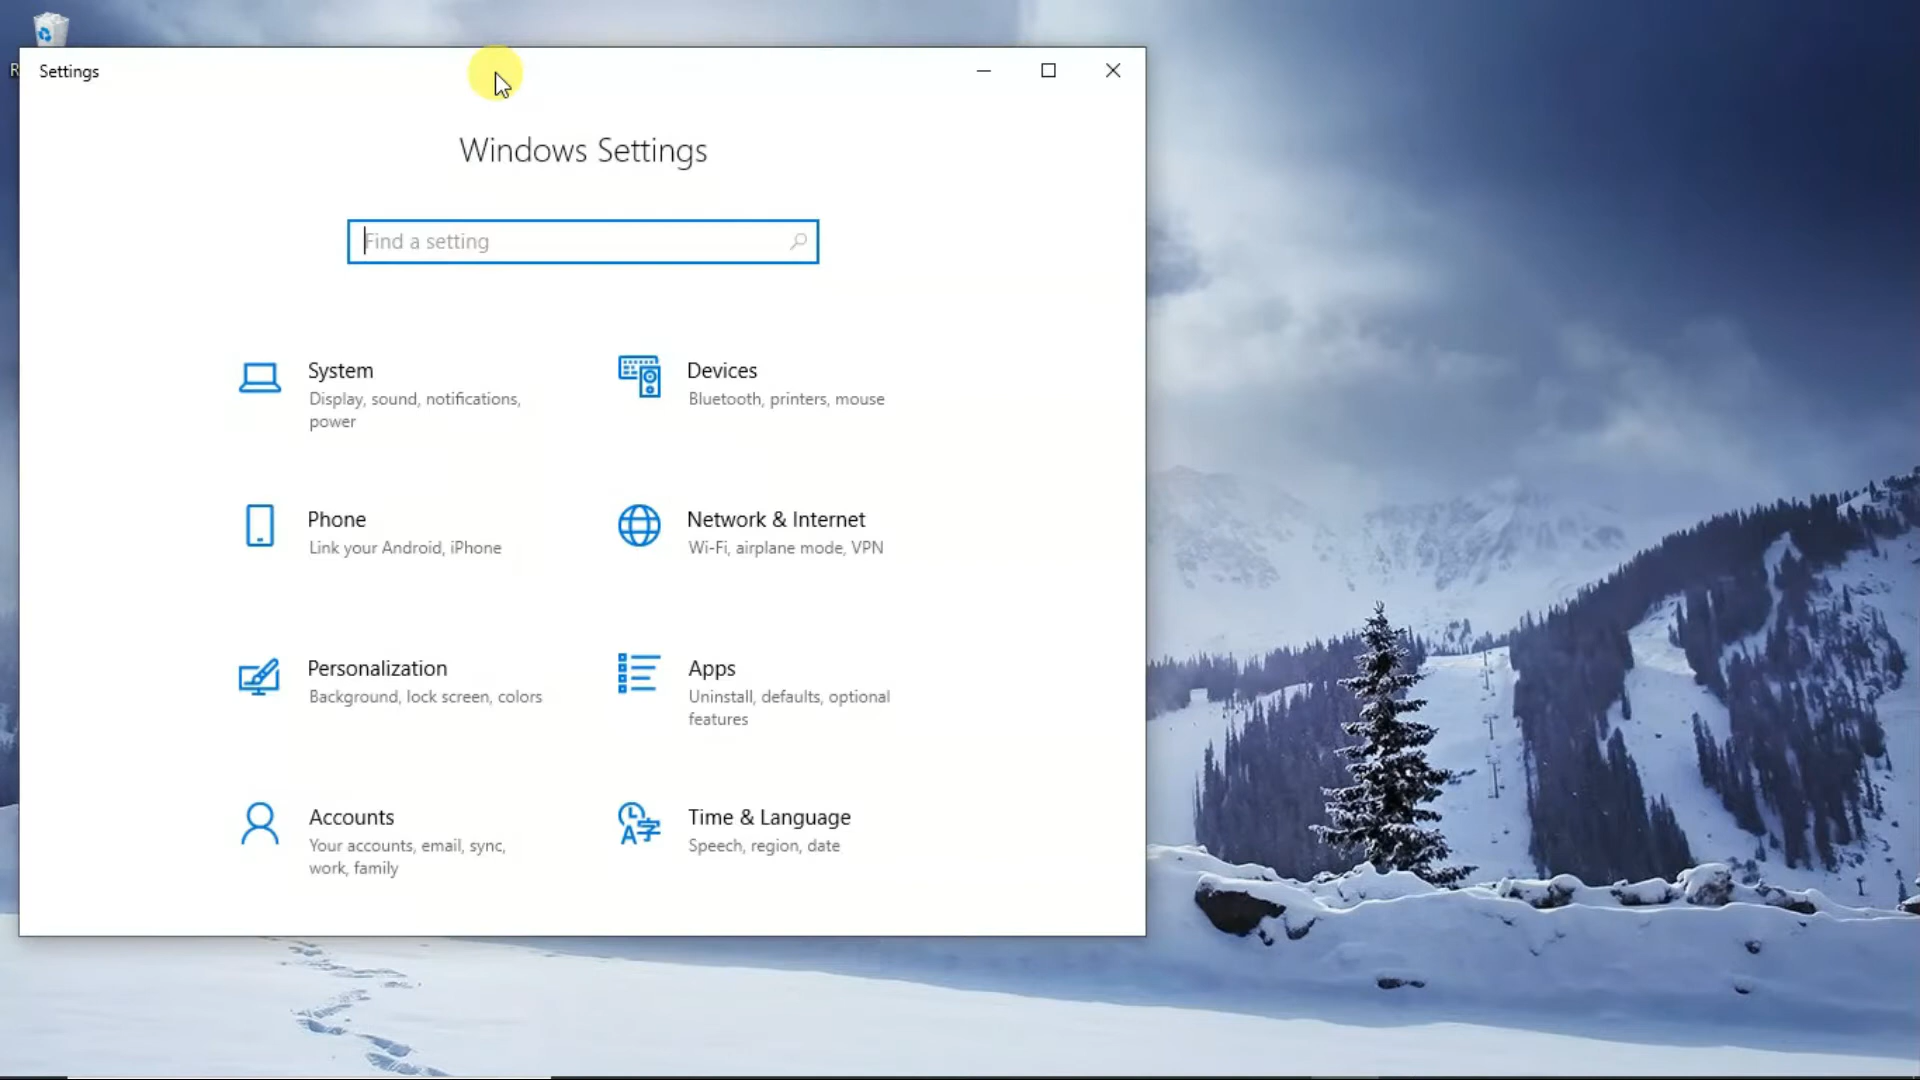 R
Settings
Windows Settings
Find a setting
System
Display, sound, notifications,
power
Devices
Bluetooth, printers, mouse
Phone
Link your Android, iPhone
Network & Internet
Wi-Fi, airplane mode, VPN
Personalization
Background, lock screen, colors
Apps
Uninstall, defaults, optional
features
Accounts
Your accounts, email, sync,
work, family
Time & Language
Speech, region, date